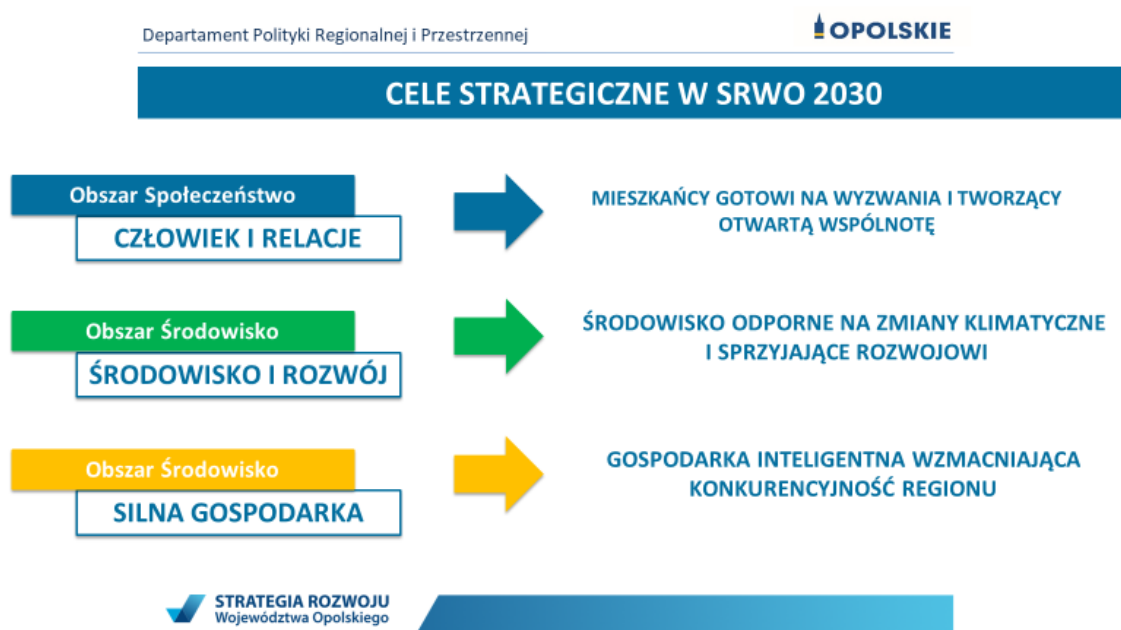 Departament Polityki Regionalnej i Przestrzennej
OPOLSKIE
CELE STRATEGICZNE W SRWO 2030
Obszar Społeczeństwo
CZŁOWIEK I RELACJE
MIESZKAŃCY GOTOWI NA WYZWANIA I TWORZĄCY
OTWARTĄ WSPÓLNOTĘ
Obszar Środowisko
ŚRODOWISKO I ROZWÓJ
ŚRODOWISKO ODPORNE NA ZMIANY KLIMATYCZNE
I SPRZYJAJĄCE ROZWOJOWI
Obszar Środowisko
SILNA GOSPODARKA
GOSPODARKA INTELIGENTNA WZMACNIAJĄCA
KONKURENCYJNOŚĆ REGIONU
STRATEGIA ROZWOJU
Województwa Opolskiego